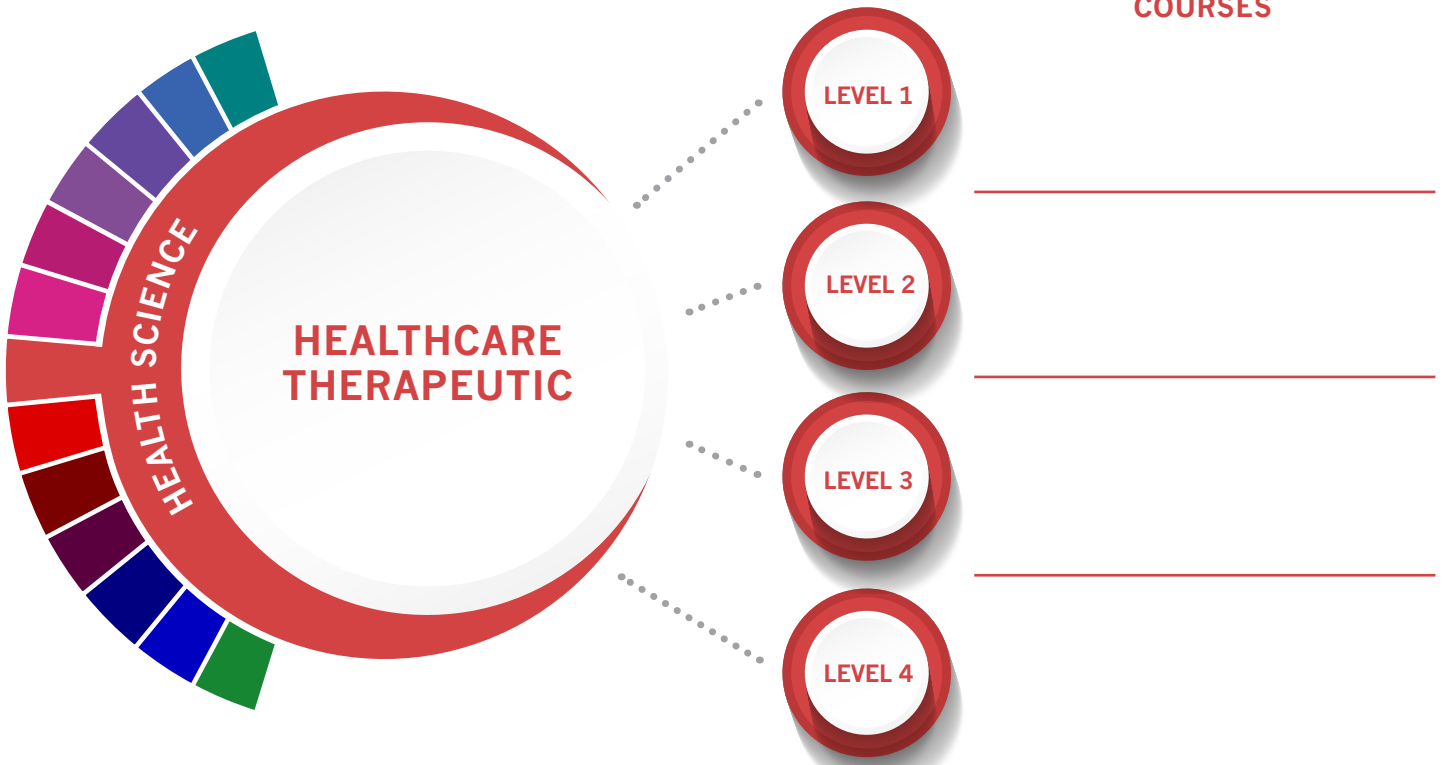 COURSES
HEALTH SCIENCE
HEALTHCARE
THERAPEUTIC
LEVEL 1
LEVEL 2
LEVEL 3
LEVEL 4